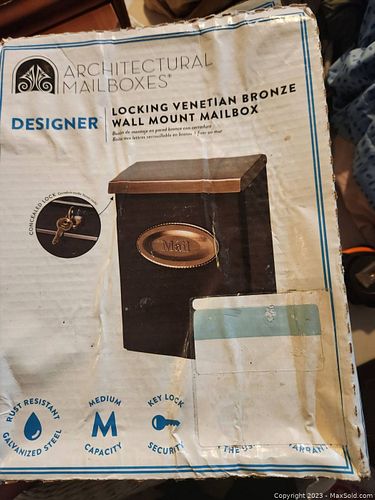 ARCHITECTURAL
MAILBOXES®
DESIGNER
LOCKING VENETIAN BRONZE
WALL MOUNT MAILBOX
CONCEALED LOCK
Mail
RUST RESISTANT
GALVANIZED STEEL
MEDIUM
M
CAPACITY
KEY LOCK
SECURITY
THE
Copyright 2023 - MaxSold.com